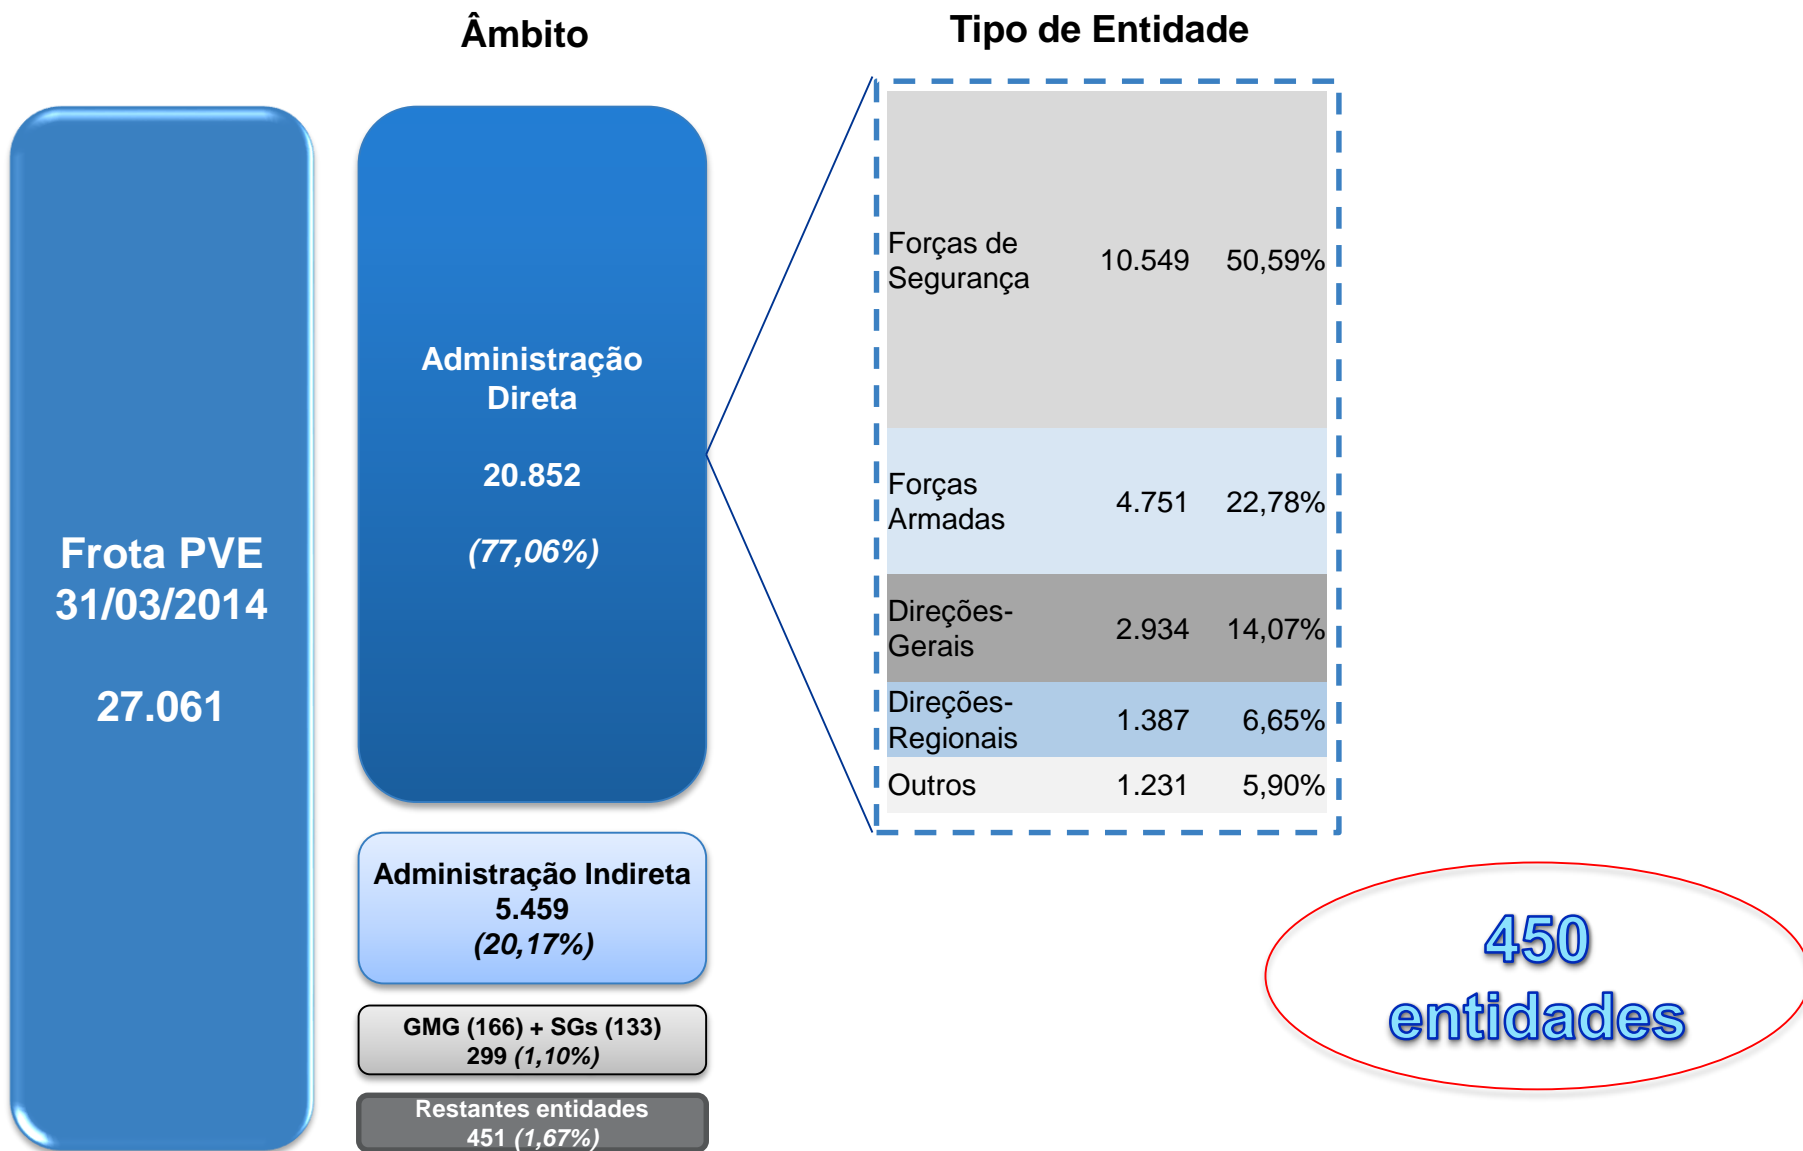 Âmbito
Tipo de Entidade
Frota PVE
31/03/2014
27.061
Administração
Direta
20.852
(77,06%)
Administração Indireta
5.459
(20,17%)
GMG (166) + SGs (133)
299 (1,10%)
Restantes entidades
451 (1,67%)
Forças de
Segurança
10.549
50,59%
Forças
Armadas
4.751
22,78%
Direções-
Gerais
2.934
14,07%
Direções-
Regionais
1.387
6,65%
Outros
1.231
5,90%
450
entidades